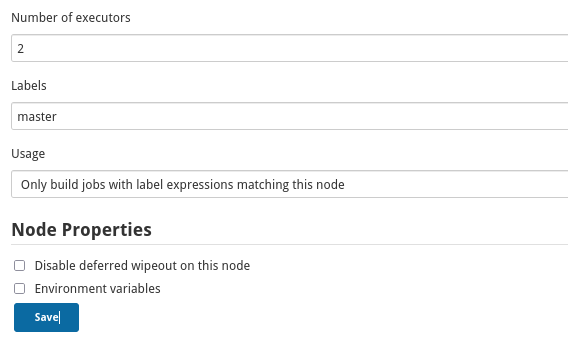 Number of executors
2
Labels
master
Usage
Only build jobs with label expressions matching this node
Node Properties
Disable deferred wipeout on this node
Environment variables
Save